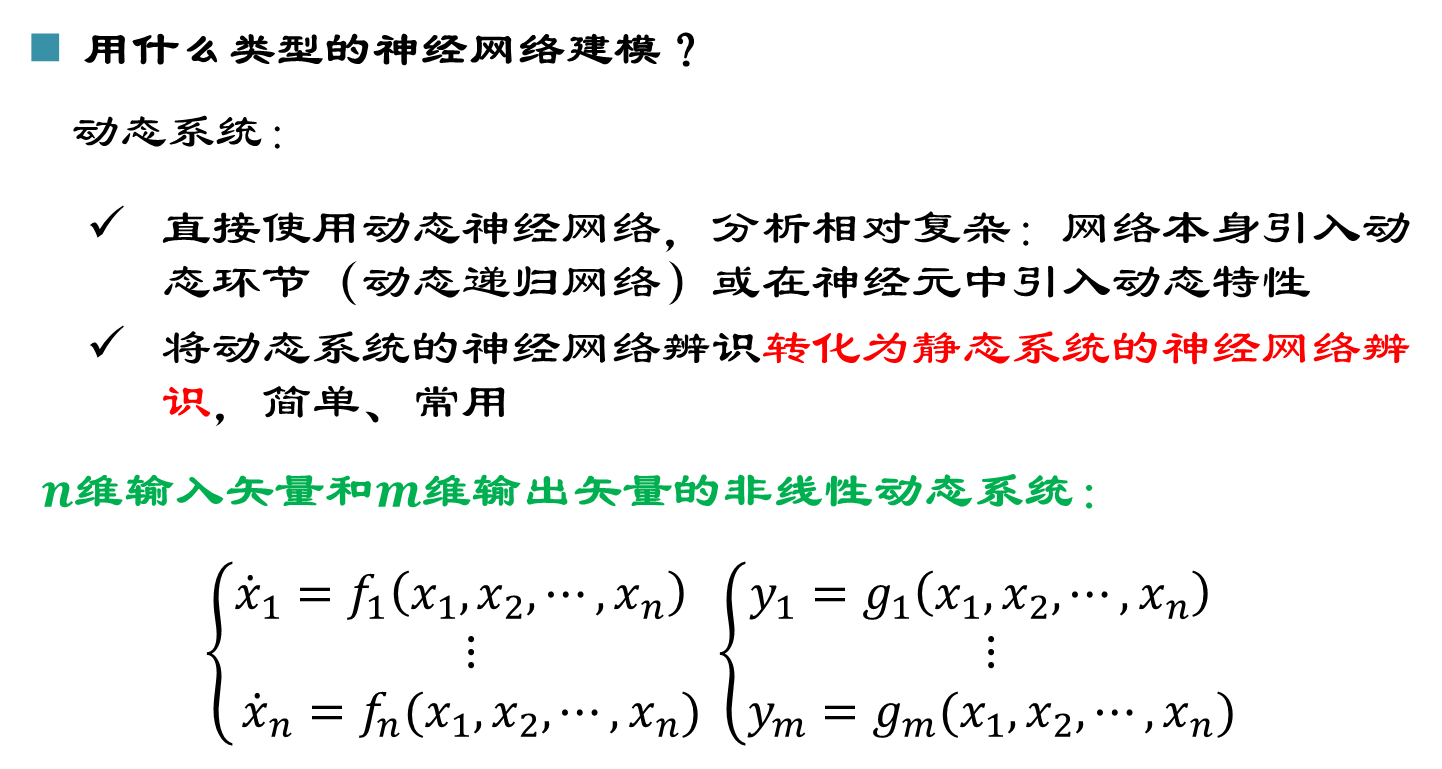 ■ 用什么类型的神经网络建模？
动态系统：
✓ 直接使用动态神经网络，分析相对复杂：网络本身引入动
态环节（动态递归网络）或在神经元中引入动态特性
✓ 将动态系统的神经网络辨识转化为静态系统的神经网络辨
识，简单、常用
n维输入矢量和m维输出矢量的非线性动态系统：
ẋ₁ = f₁(x₁, x₂, ⋯, xₙ) y₁ = g₁(x₁, x₂, ⋯, xₙ)
⋮ ⋮
ẋₙ = fₙ(x₁, x₂, ⋯, xₙ) yₘ = gₘ(x₁, x₂, ⋯, xₙ)